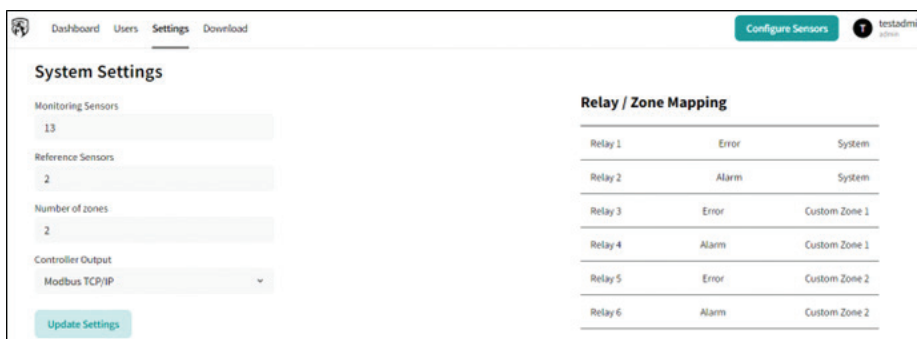 Dashboard Users Settings Download Configure Sensors T testadmi
admin
System Settings
Monitoring Sensors
13
Reference Sensors
2
Number of zones
2
Controller Output
Modbus TCP/IP
Update Settings
Relay / Zone Mapping
Relay 1 Error System
Relay 2 Alarm System
Relay 3 Error Custom Zone 1
Relay 4 Alarm Custom Zone 1
Relay 5 Error Custom Zone 2
Relay 6 Alarm Custom Zone 2